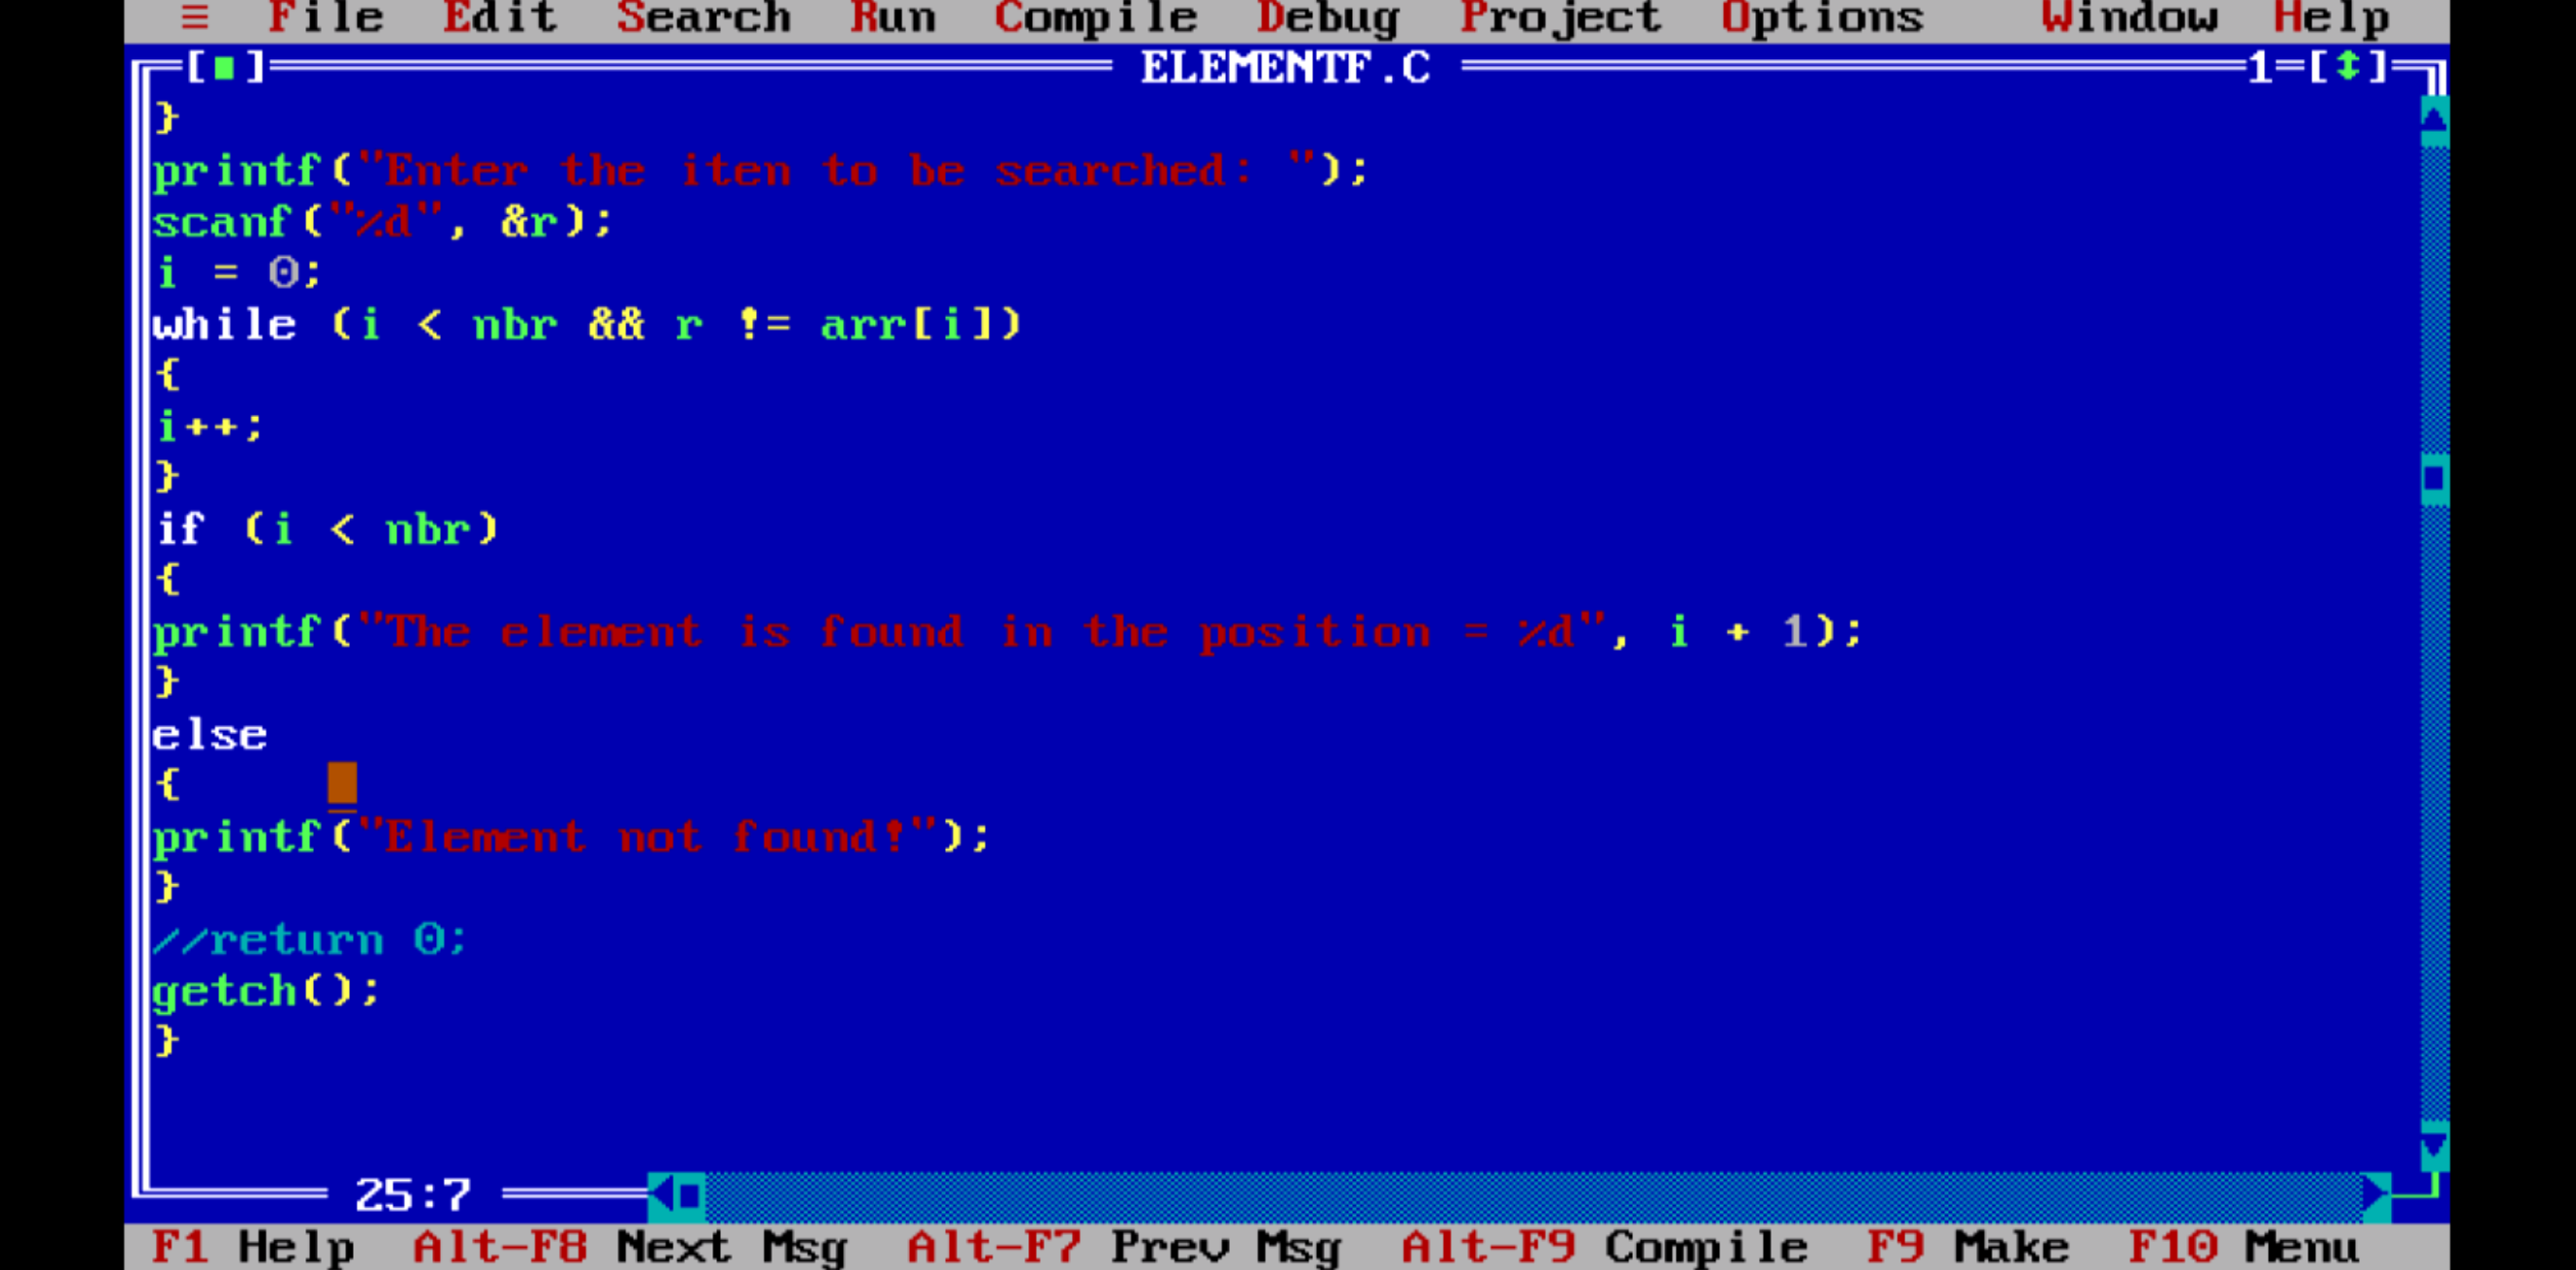 ≡ File Edit Search Run Compile Debug Project Options Window Help
[■] ELEMENTF.C 1=[↕]
}
printf("Enter the iten to be searched: ");
scanf("%d", &r);
i = 0;
while (i < nbr && r != arr[i])
{
i++;
}
if (i < nbr)
{
printf("The element is found in the position = %d", i + 1);
}
else
{
printf("Element not found!");
}
//return 0;
getch();
}
25:7
F1 Help Alt-F8 Next Msg Alt-F7 Prev Msg Alt-F9 Compile F9 Make F10 Menu